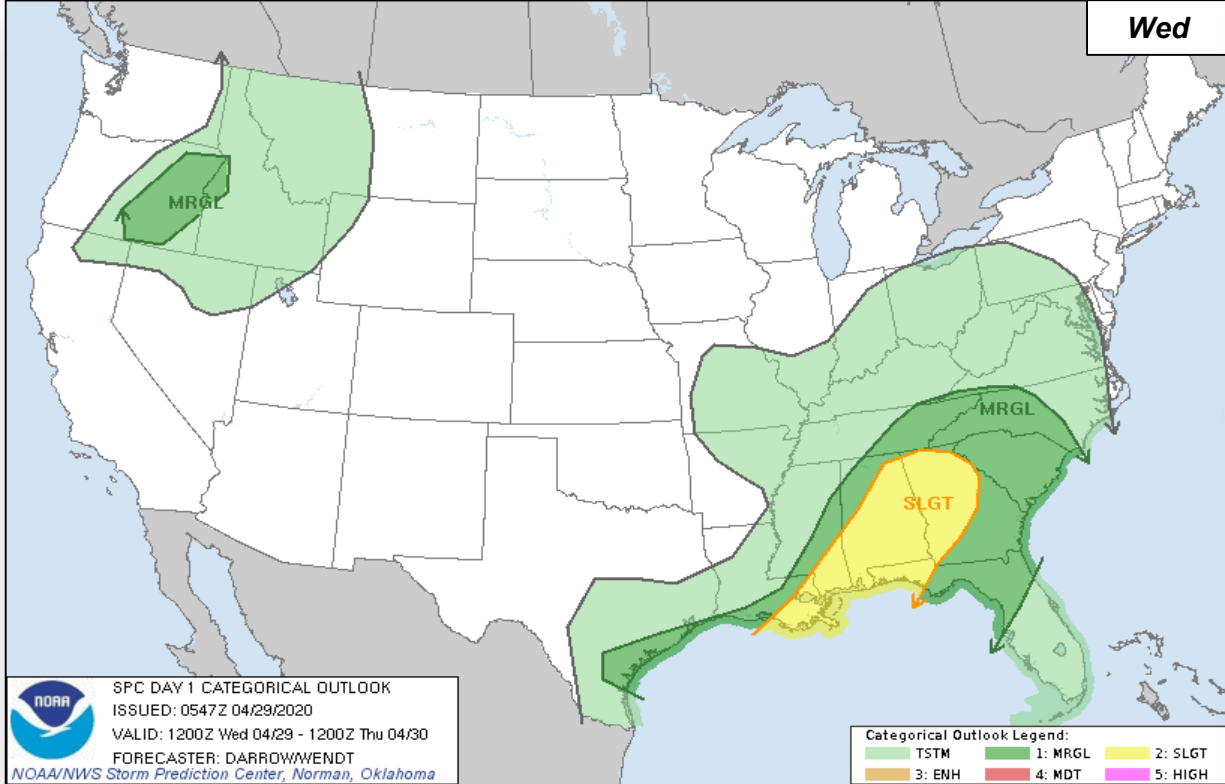 Wed
MRGL
MRGL
SLGT
NOAA
SPC DAY 1 CATEGORICAL OUTLOOK
ISSUED: 0547Z 04/29/2020
VALID: 1200Z Wed 04/29 - 1200Z Thu 04/30
FORECASTER: DARROW/WENDT
NOAA/NWS Storm Prediction Center, Norman, Oklahoma
Categorical Outlook Legend:
TSTM 1: MRGL 2: SLGT
3: ENH 4: MDT 5: HIGH